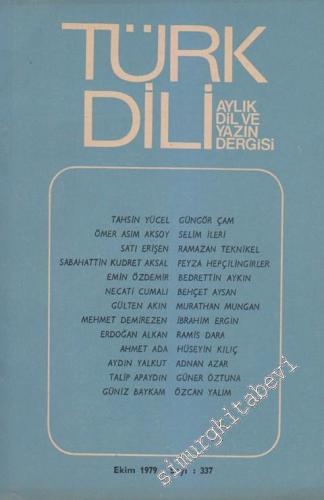 TÜRK
DİLİ
AYLIK
DİL VE
YAZIN
DERGİSİ
TAHSİN YÜCEL GÜNGÖR ÇAM
ÖMER ASIM AKSOY SELİM İLERİ
SATI ERİŞEN RAMAZAN TEKNİKEL
SABAHATTİN KUDRET AKSAL FEYZA HEPÇİLİNGİRLER
EMİN ÖZDEMİR BEDRETTİN AYKIN
NECATİ CUMALI BEHÇET AYSAN
GÜLTEN AKIN MURATHAN MUNGAN
MEHMET DEMİREZEN İBRAHİM ERGİN
ERDOĞAN ALKAN RAMİS DARA
AHMET ADA HÜSEYİN KILIÇ
AYDIN YALKUT ADNAN AZAR
TALİP APAYDIN GÜNER ÖZTUNA
GÜNİZ BAYKAM ÖZCAN YALIM
Ekim 1979 Sayı : 337
simurgkitabevi